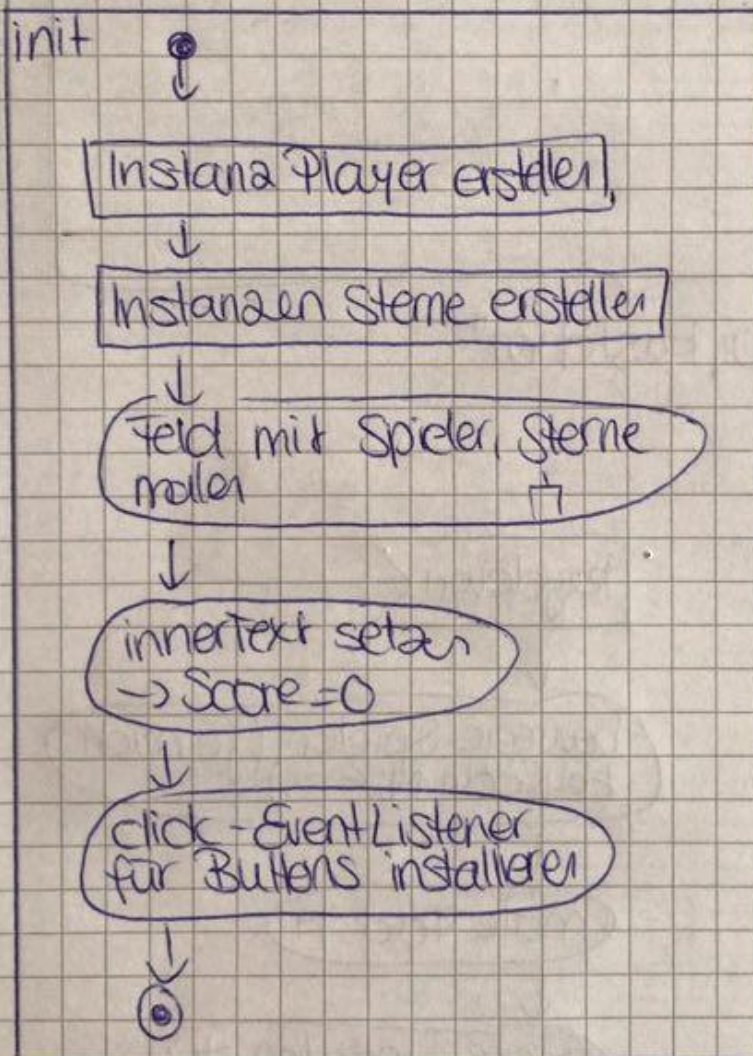 init
Instanz Player erstellen
Instanzen Sterne erstellen
Feld mit Spieler, Sterne
malen
innerText setzen
→ Score = 0
click - EventListener
für Buttons installieren